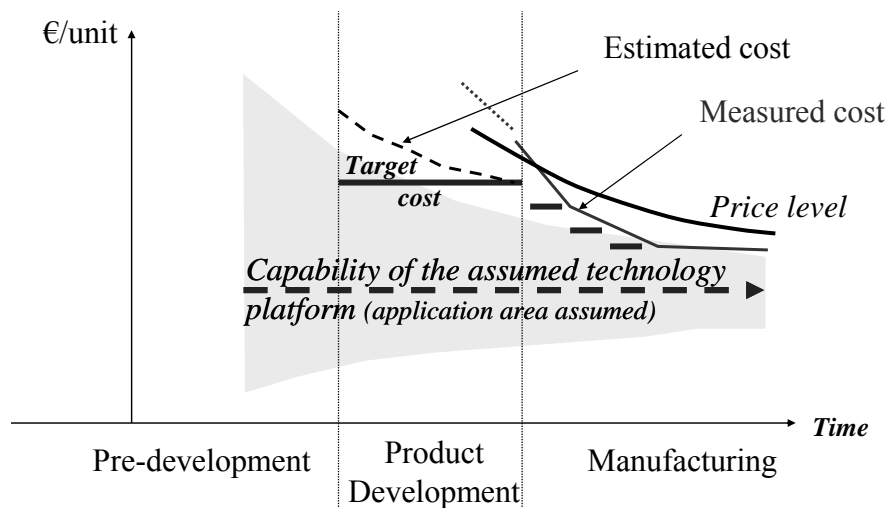 €/unit
Estimated cost
Measured cost
Target
cost
Price level
Capability of the assumed technology
platform (application area assumed)
Time
Pre-development
Product
Development
Manufacturing